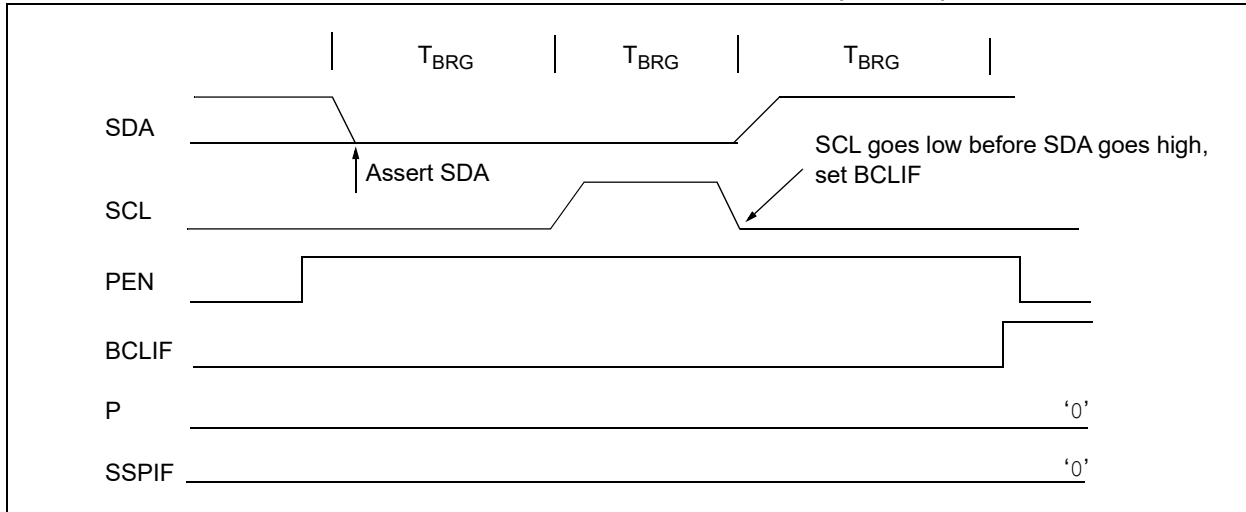 TBRG TBRG TBRG
SDA
SCL goes low before SDA goes high,
set BCLIF
Assert SDA
SCL
PEN
BCLIF
P '0'
SSPIF '0'